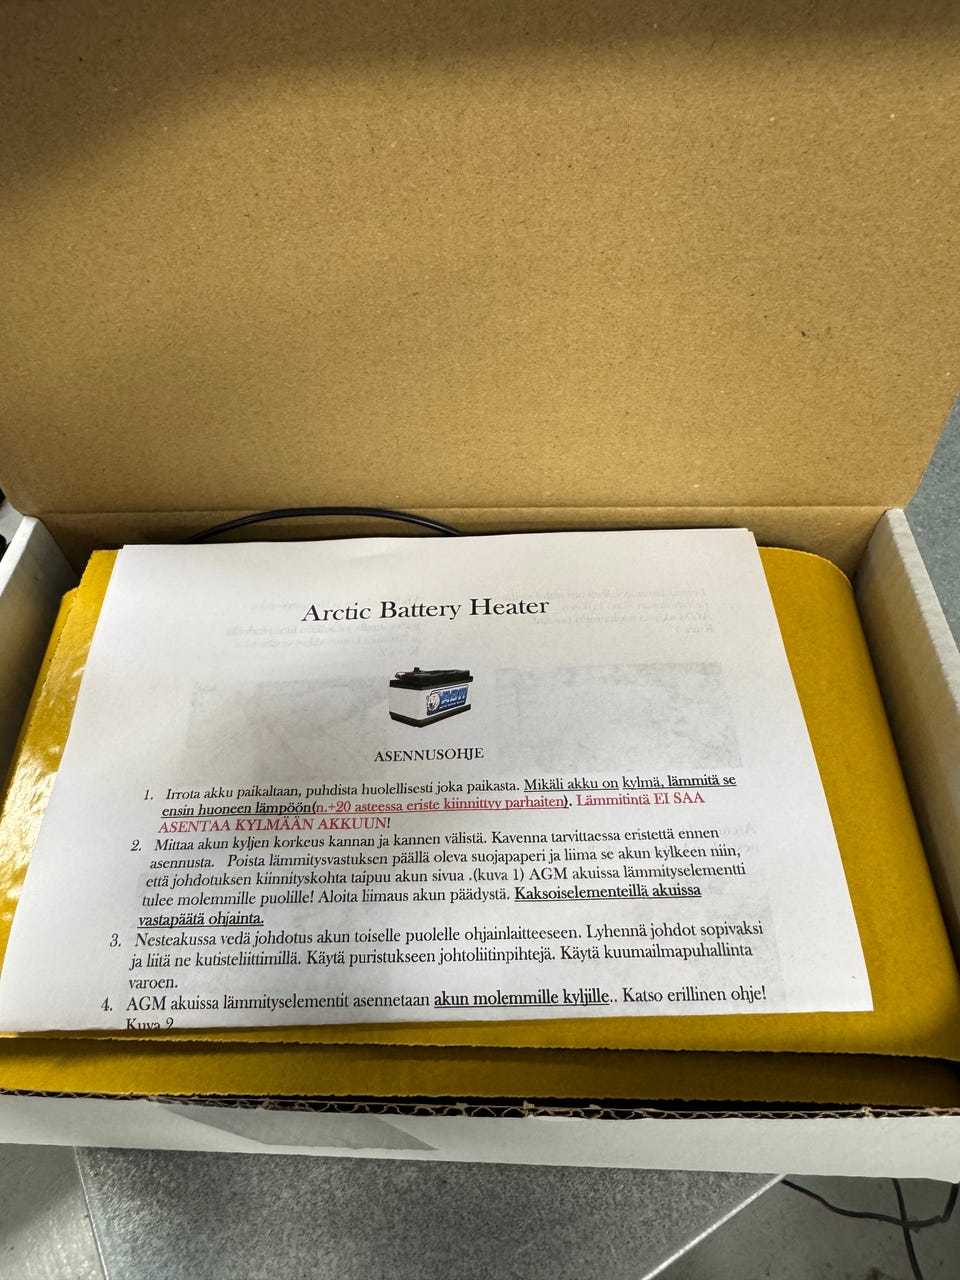 Arctic Battery Heater
ABH
ASENNUSOHJE
1. Irrota akku paikaltaan, puhdista huolellisesti joka paikasta. Mikäli akku on kylmä, lämmitä se
ensin huoneen lämpöön(n.+20 asteessa eriste kiinnittyy parhaiten). Lämmitintä EI SAA
ASENTAA KYLMÄÄN AKKUUN!
2. Mittaa akun kyljen korkeus kannan ja kannen välistä. Kavenna tarvittaessa eristettä ennen
asennusta. Poista lämmitysvastuksen päällä oleva suojapaperi ja liima se akun kylkeen niin,
että johdotuksen kiinnityskohta taipuu akun sivua .(kuva 1) AGM akuissa lämmityselementti
tulee molemmille puolille! Aloita liimaus akun päädystä. Kaksoiselementeillä akuissa
vastapäätä ohjainta.
3. Nesteakussa vedä johdotus akun toiselle puolelle ohjainlaitteeseen. Lyhennä johdot sopivaksi
ja liitä ne kutisteliittimillä. Käytä puristukseen johtoliitinpihtejä. Käytä kuumailmapuhallinta
varoen.
4. AGM akuissa lämmityselementit asennetaan akun molemmille kyljille.. Katso erillinen ohje!
Kuva 2